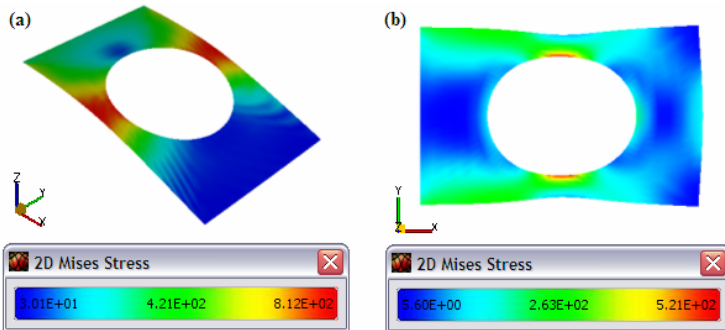 (a)
Z
Y
X
2D Mises Stress
3.01E+01 4.21E+02 8.12E+02
(b)
Y
Z X
2D Mises Stress
5.60E+00 2.63E+02 5.21E+02